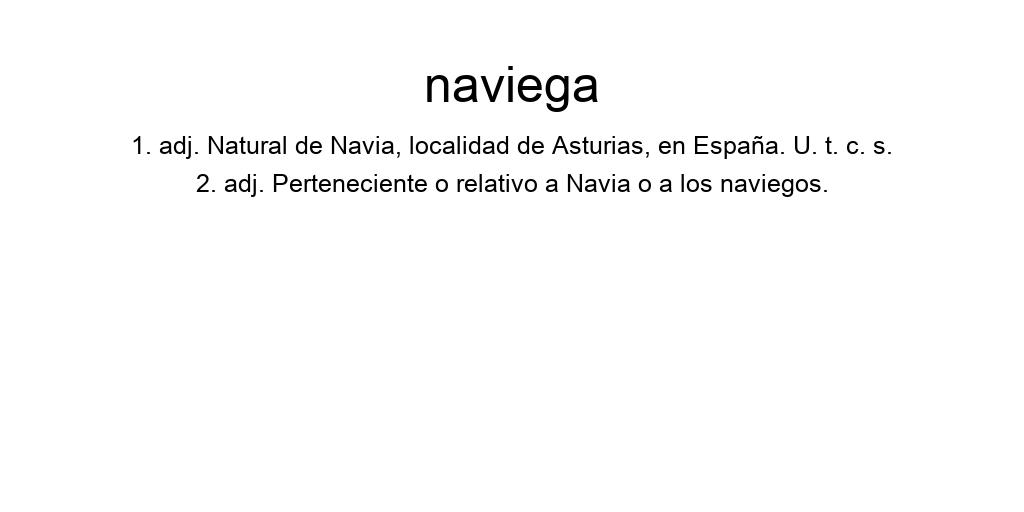 naviega
1. adj. Natural de Navia, localidad de Asturias, en España. U. t. c. s.
2. adj. Perteneciente o relativo a Navia o a los naviegos.